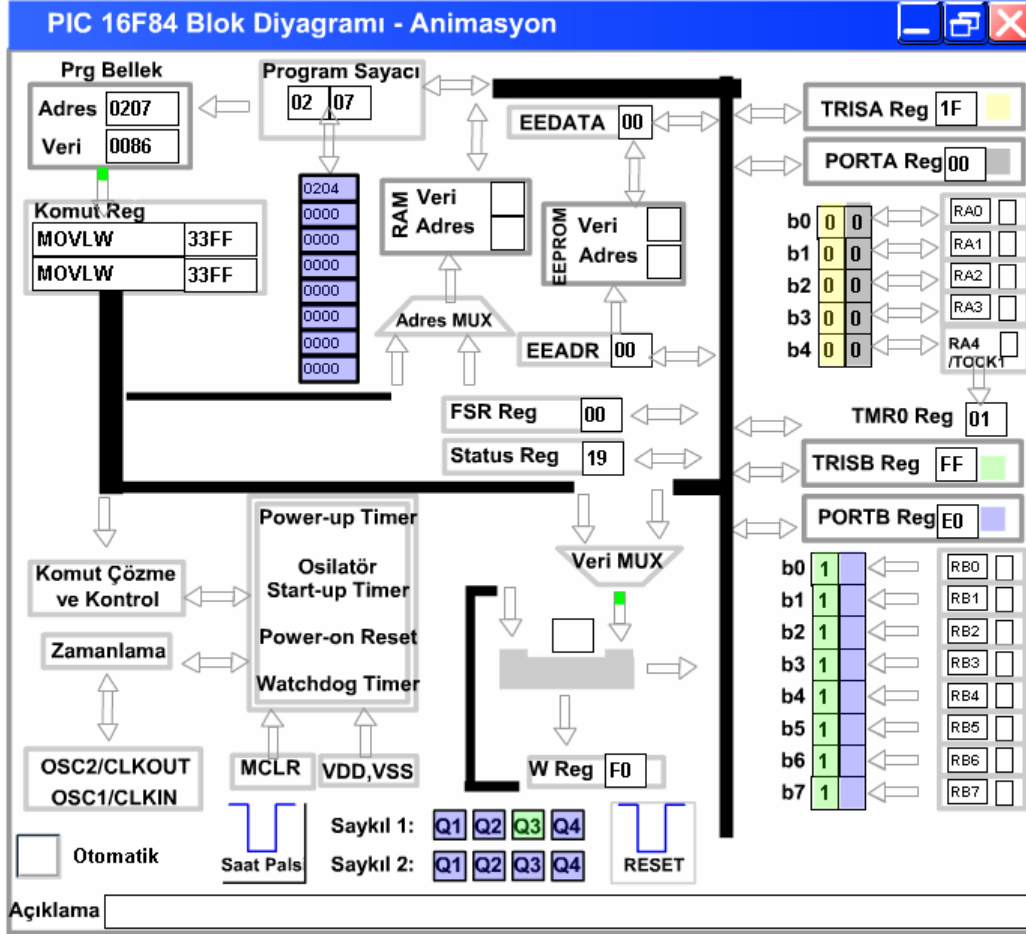 PIC 16F84 Blok Diyagramı - Animasyon
Prg Bellek
Adres 0207
Veri 0086
Program Sayacı
02 07
EEDATA 00
TRISA Reg 1F
PORTA Reg 00
0204
0000
0000
0000
0000
0000
0000
0000
RAM
Veri
Adres
EEPROM
Veri
Adres
Komut Reg
MOVLW 33FF
MOVLW 33FF
Adres MUX
EEADR 00
b0 0 0 RA0
b1 0 0 RA1
b2 0 0 RA2
b3 0 0 RA3
b4 0 0 RA4
/TOCK1
FSR Reg 00
TMR0 Reg 01
Status Reg 19
TRISB Reg FF
PORTB Reg E0
Power-up Timer
Osilatör
Start-up Timer
Power-on Reset
Watchdog Timer
Veri MUX
Komut Çözme
ve Kontrol
Zamanlama
b0 1 RB0
b1 1 RB1
b2 1 RB2
b3 1 RB3
b4 1 RB4
b5 1 RB5
b6 1 RB6
b7 1 RB7
OSC2/CLKOUT
OSC1/CLKIN
MCLR
VDD,VSS
W Reg F0
Saat Palsi
Saykıl 1: Q1 Q2 Q3 Q4
Saykıl 2: Q1 Q2 Q3 Q4
RESET
Otomatik
Açıklama